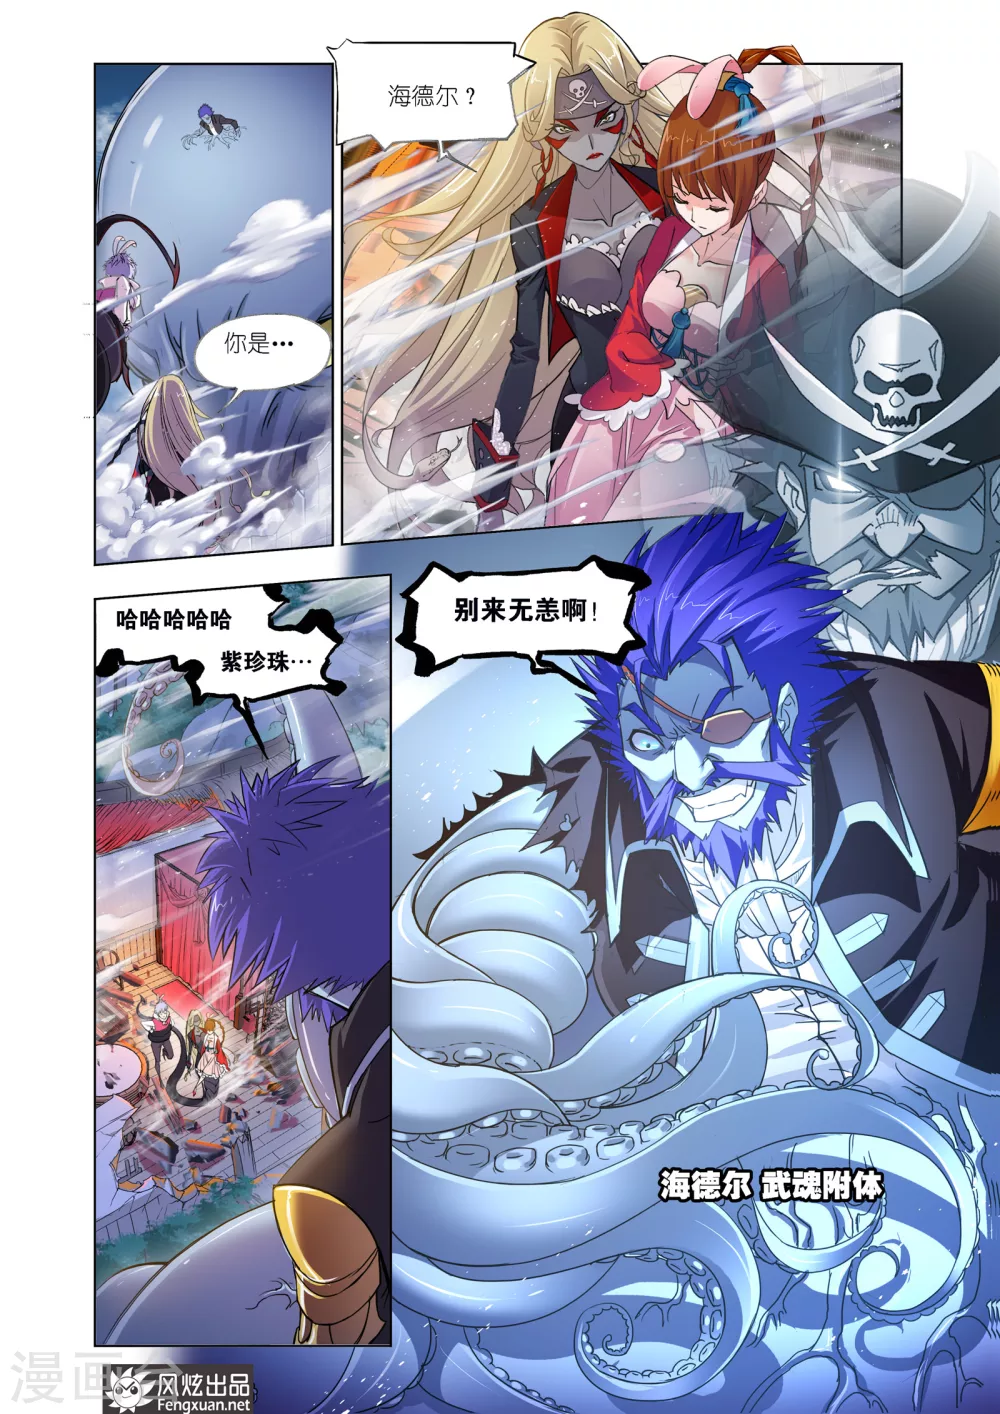 你是…
海德尔？
哈哈哈哈哈
紫珍珠…
别来无恙啊！
海德尔 武魂附体
漫画台
风炫出品
Fengxuan.net